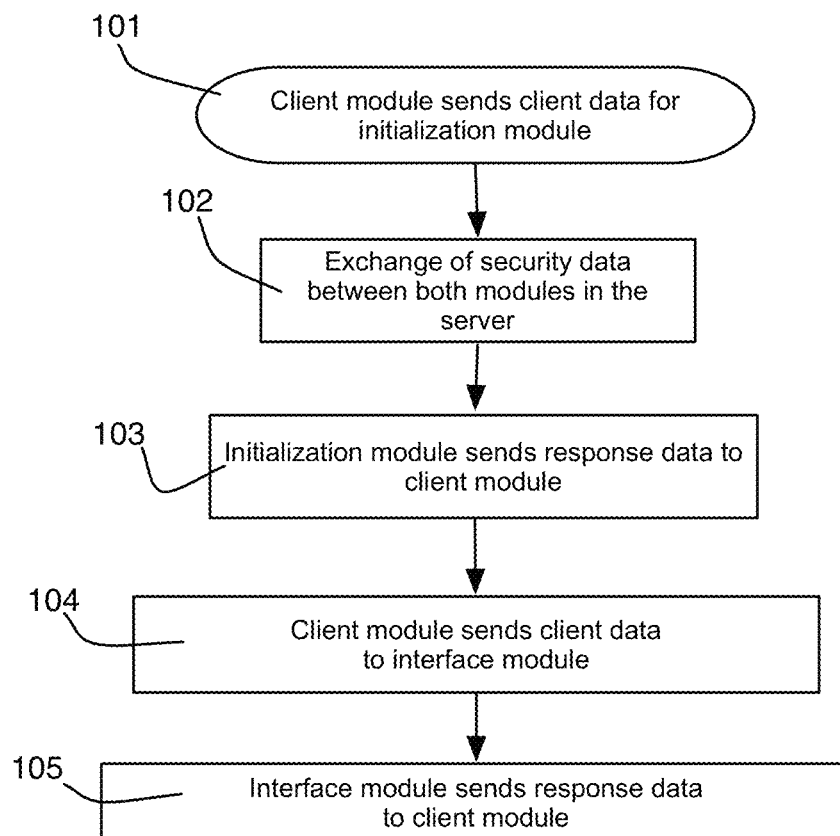 101
Client module sends client data for
initialization module
102
Exchange of security data
between both modules in the
server
103
Initialization module sends response data to
client module
104
Client module sends client data
to interface module
105
Interface module sends response data
to client module